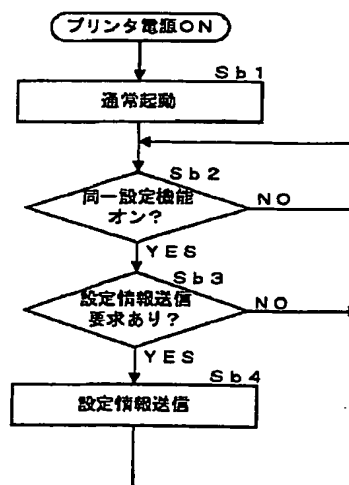 プリンタ電源ON
Sb1
通常起動
Sb2
同一設定機能
オン?
NO
YES
Sb3
設定情報送信
要求あり?
NO
YES
Sb4
設定情報送信